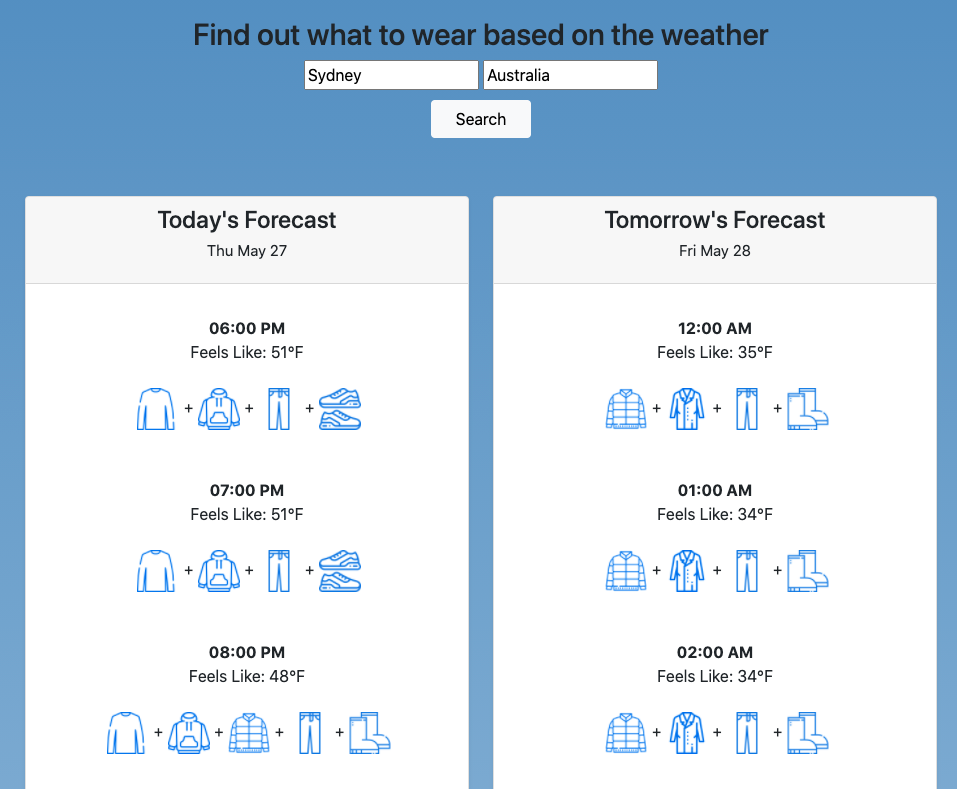 Find out what to wear based on the weather
Sydney
Australia
Search
Today's Forecast
Thu May 27
06:00 PM
Feels Like: 51°F
+ + +
07:00 PM
Feels Like: 51°F
+ + +
08:00 PM
Feels Like: 48°F
+ + + +
Tomorrow's Forecast
Fri May 28
12:00 AM
Feels Like: 35°F
+ + +
01:00 AM
Feels Like: 34°F
+ + +
02:00 AM
Feels Like: 34°F
+ + +